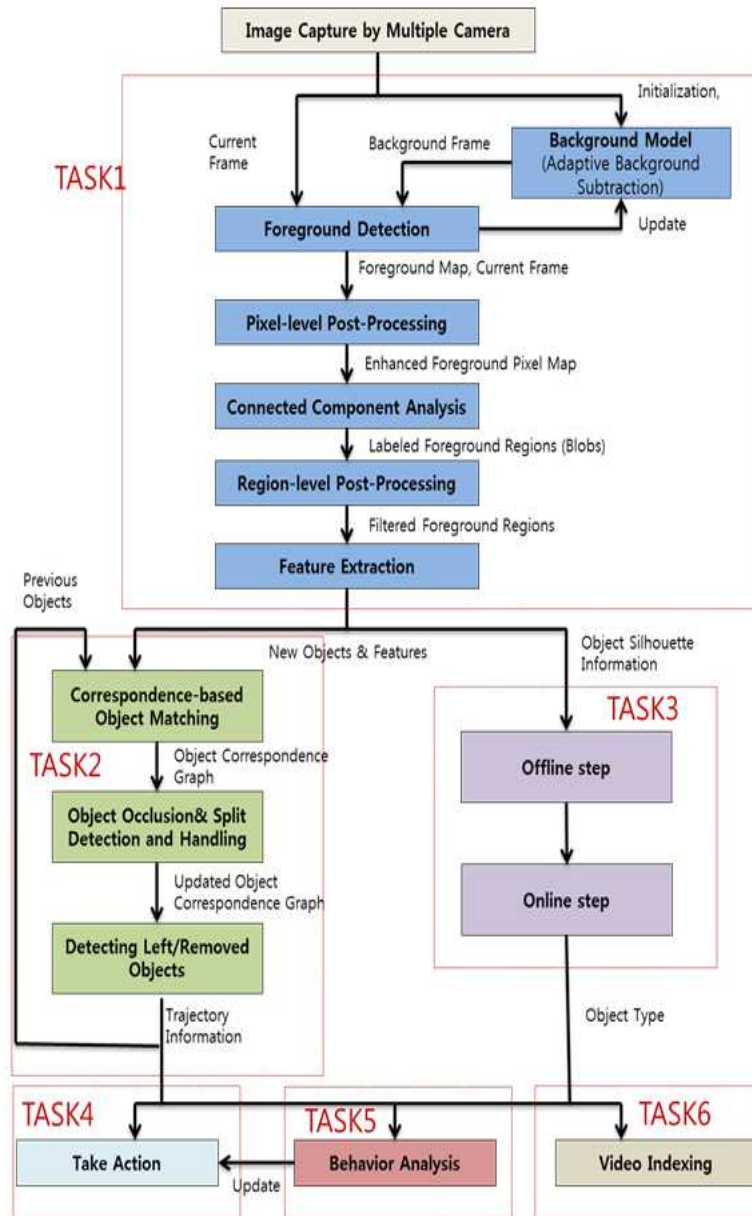 Image Capture by Multiple Camera
Initialization,
Current
Frame
Background Frame
Background Model
(Adaptive Background
Subtraction)
TASK1
Foreground Detection
Update
Foreground Map, Current Frame
Pixel-level Post-Processing
Enhanced Foreground Pixel Map
Connected Component Analysis
Labeled Foreground Regions (Blobs)
Region-level Post-Processing
Filtered Foreground Regions
Feature Extraction
Previous
Objects
New Objects & Features
Object Silhouette
Information
Correspondence-based
Object Matching
TASK3
TASK2
Object Correspondence
Graph
Offline step
Object Occlusion& Split
Detection and Handling
Updated Object
Correspondence Graph
Online step
Detecting Left/Removed
Objects
Trajectory
Information
Object Type
TASK4
TASK5
TASK6
Take Action
Update
Behavior Analysis
Video Indexing